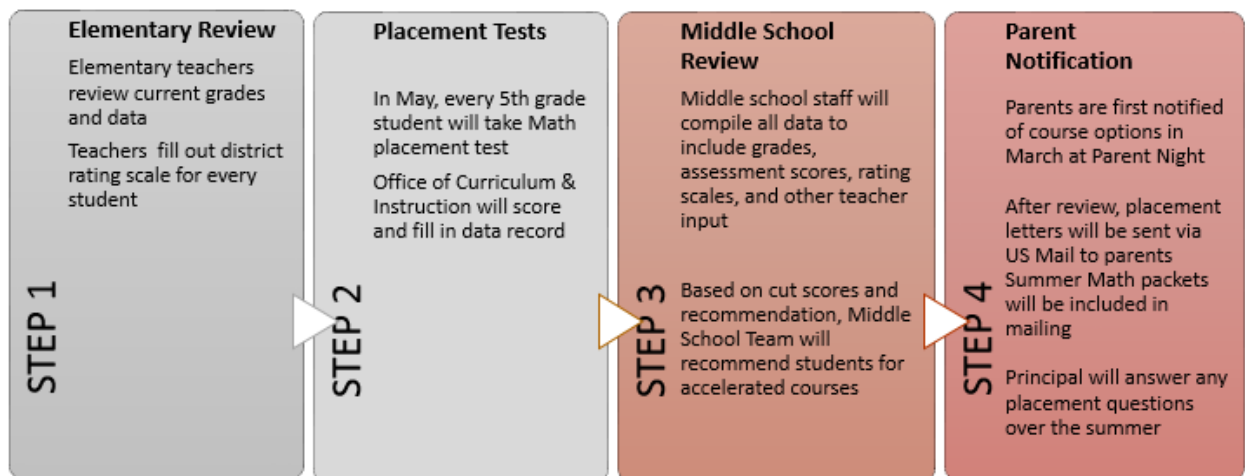 Elementary Review
Elementary teachers
review current grades
and data
Teachers  fill out district
rating scale for every
student
STEP 1
Placement Tests
In May, every 5th grade
student will take Math
placement test
Office of Curriculum &
Instruction will score
and fill in data record
STEP 2
Middle School
Review
Middle school staff will
compile all data to
include grades,
assessment scores, rating
scales, and other teacher
input
Based on cut scores and
recommendation, Middle
School Team will
recommend students for
accelerated courses
STEP 3
Parent
Notification
Parents are first notified
of course options in
March at Parent Night
After review, placement
letters will be sent via
US Mail to parents
Summer Math packets
will be included in
mailing
Principal will answer any
placement questions
over the summer
STEP 4